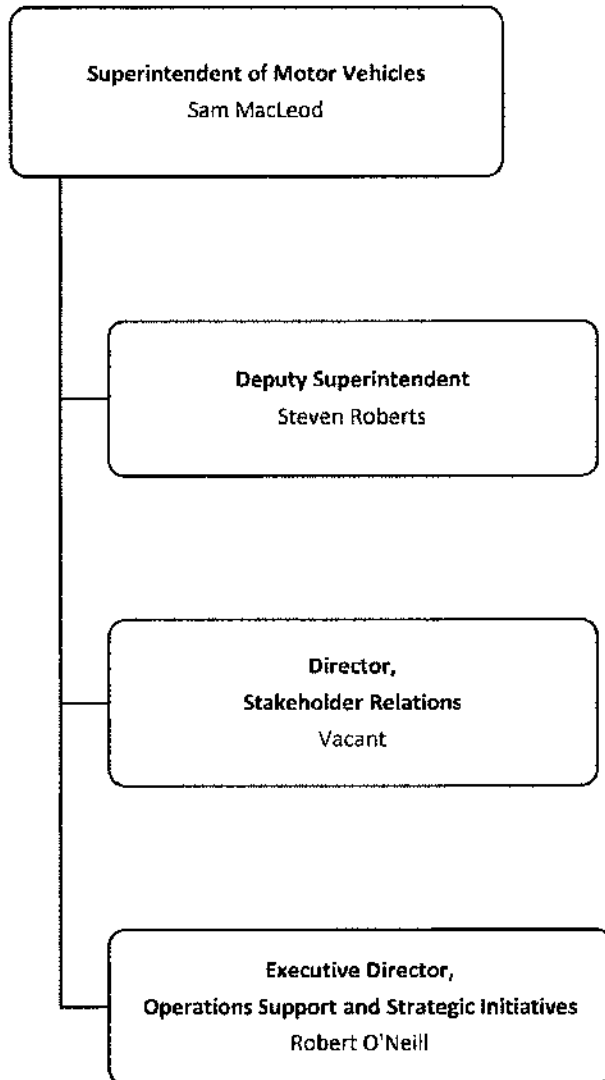 Superintendent of Motor Vehicles
Sam MacLeod
Deputy Superintendent
Steven Roberts
Director,
Stakeholder Relations
Vacant
Executive Director,
Operations Support and Strategic Initiatives
Robert O'Neill